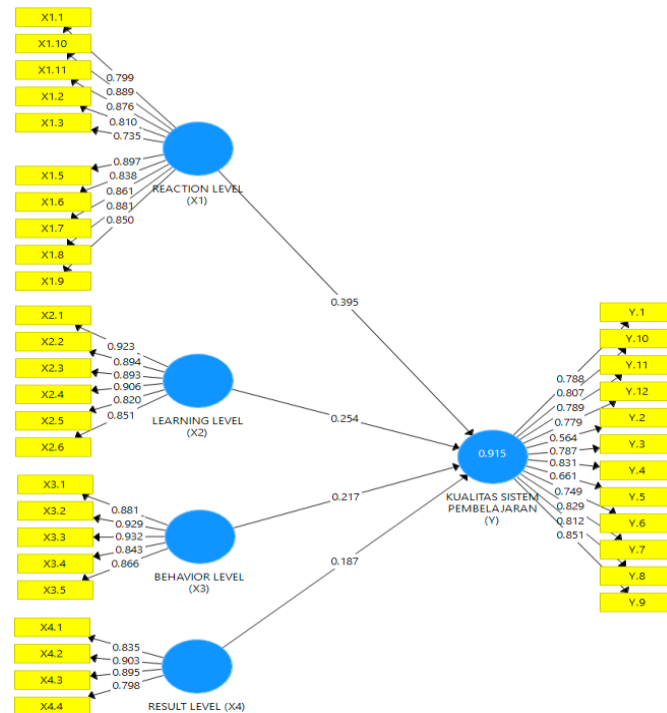 X1.1
X1.10
X1.11
X1.2
X1.3
X1.5
X1.6
X1.7
X1.8
X1.9
0.799
0.889
0.876
0.810
0.735
0.897
0.838
0.861
0.881
0.850
REACTION LEVEL
(X1)
0.395
X2.1
X2.2
X2.3
X2.4
X2.5
X2.6
0.923
0.894
0.893
0.906
0.820
0.851
LEARNING LEVEL
(X2)
0.254
X3.1
X3.2
X3.3
X3.4
X3.5
0.881
0.929
0.932
0.843
0.866
BEHAVIOR LEVEL
(X3)
0.217
X4.1
X4.2
X4.3
X4.4
0.835
0.903
0.895
0.798
RESULT LEVEL (X4)
0.187
0.915
KUALITAS SISTEM
PEMBELAJARAN
(Y)
0.788
0.807
0.789
0.779
0.564
0.787
0.831
0.661
0.749
0.829
0.812
0.851
Y.1
Y.10
Y.11
Y.12
Y.2
Y.3
Y.4
Y.5
Y.6
Y.7
Y.8
Y.9